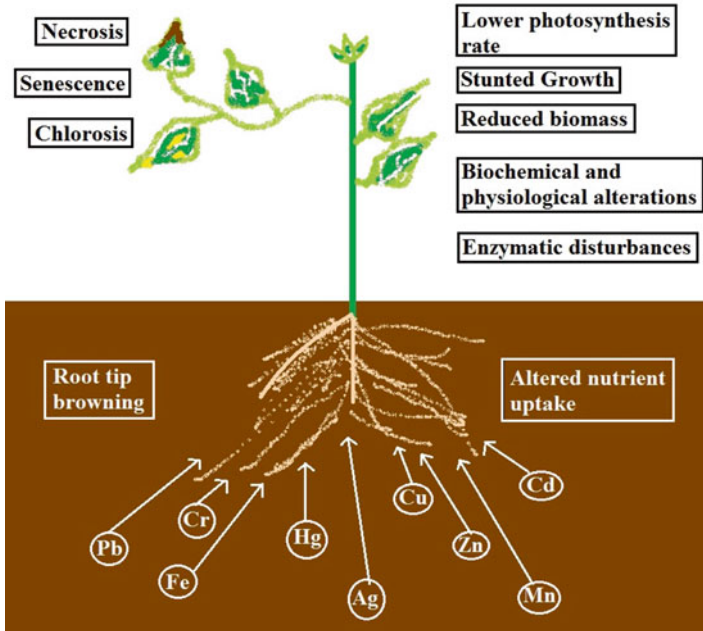 Necrosis
Senescence
Chlorosis
Lower photosynthesis
rate
Stunted Growth
Reduced biomass
Biochemical and
physiological alterations
Enzymatic disturbances
Root tip
browning
Altered nutrient
uptake
Pb
Cr
Fe
Hg
Ag
Cu
Zn
Mn
Cd